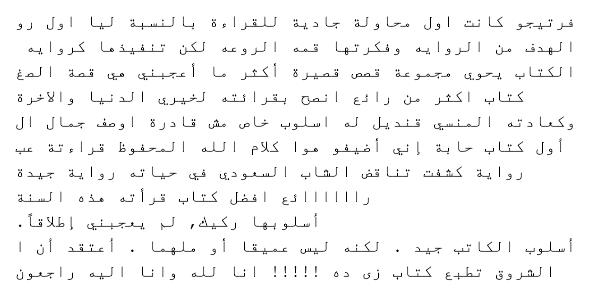 فرتيجو كانت اول محاولة جادية للقراءة بالنسبة ليا اول رو
الهدف من الروايه وفكرتها قمه الروعه لكن تنفيذها كروايه
الكتاب يحوي مجموعة قصص قصيرة أكثر ما أعجبني هي قصة الصغ
كتاب اكثر من رائع انصح بقرائته لخيري الدنيا والاخرة
وكعادته المنسي قنديل له اسلوب خاص مش قادرة اوصف جمال ال
أول كتاب حابة إني أضيفو هوا كلام الله المحفوظ قراءتة عب
رواية كشفت تناقض الشاب السعودي في حياته رواية جيدة
رااااااائع افضل كتاب قرأته هذه السنة
أسلوبها ركيك, لم يعجبني إطلاقاً.
أسلوب الكاتب جيد . لكنه ليس عميقا أو ملهما . أعتقد أن ا
الشروق تطبع كتاب زى ده !!!!! انا لله وانا اليه راجعون